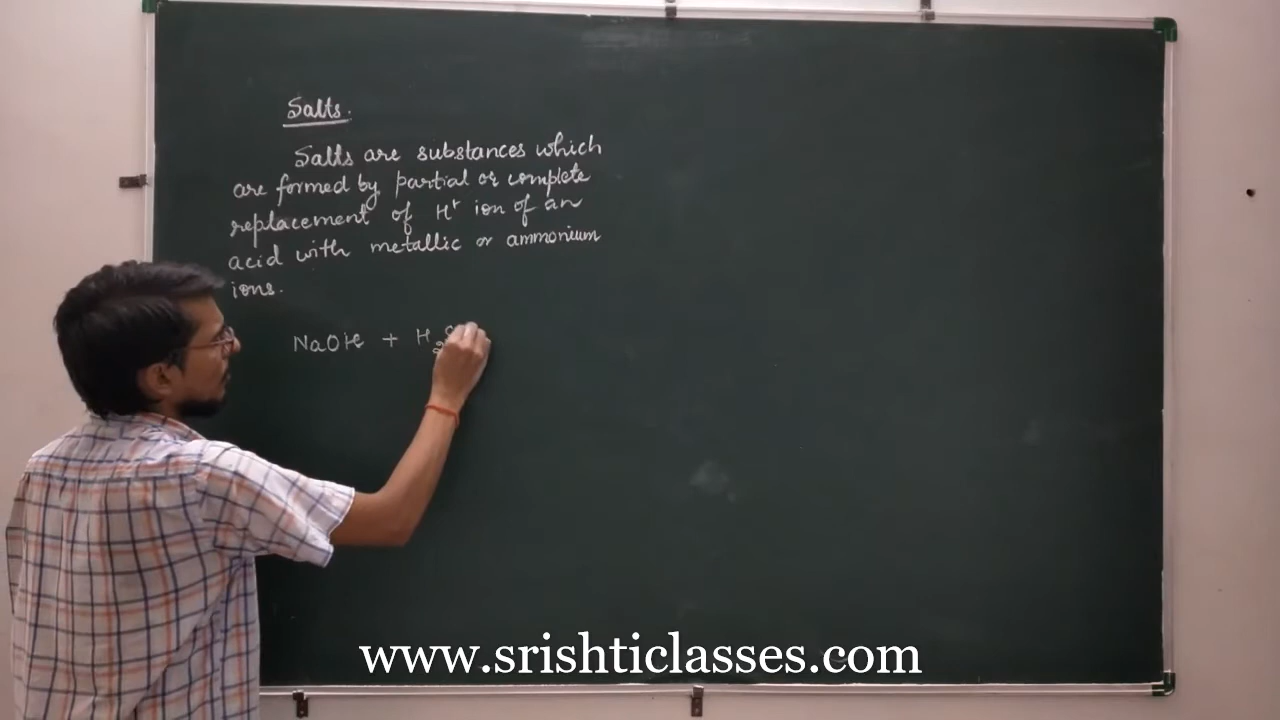 Salts.
Salts are substances which
are formed by partial or complete
replacement of H⁺ ion of an
acid with metallic or ammonium
ions.
NaOH + H₂
www.srishticlasses.com